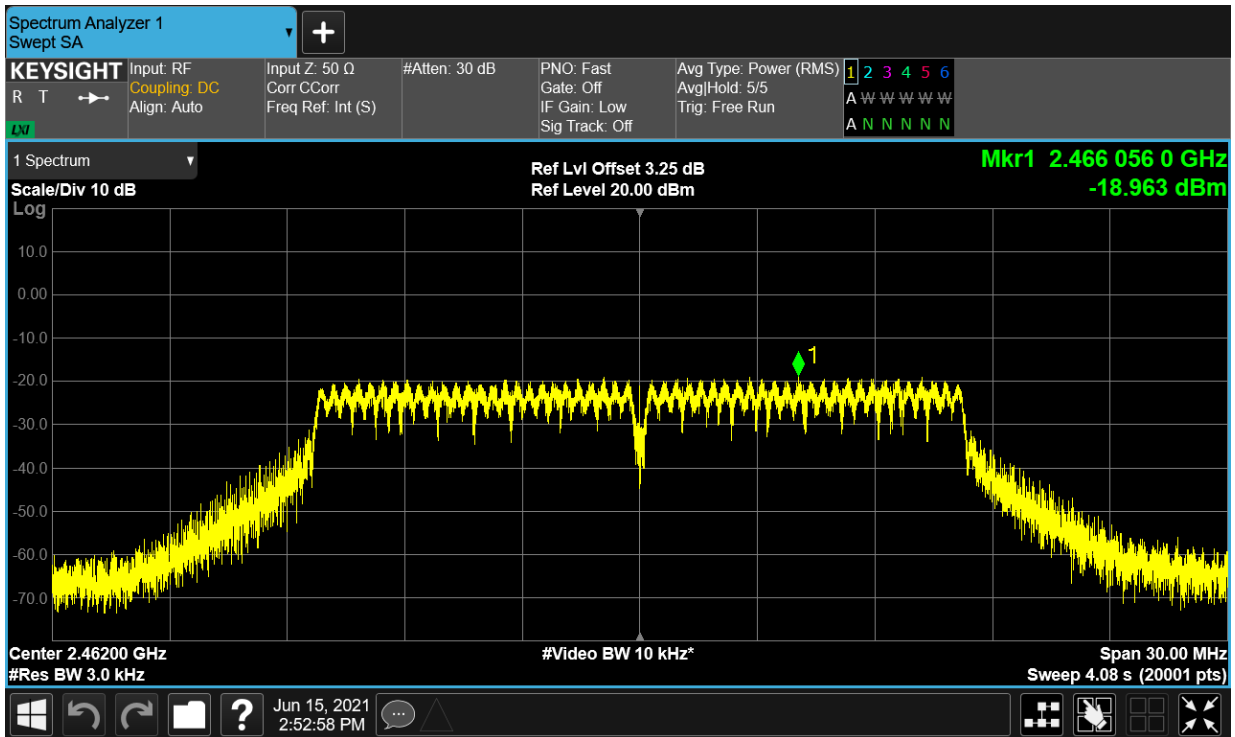 Spectrum Analyzer 1
Swept SA
+
KEYSIGHT Input: RF Input Z: 50 Ω #Atten: 30 dB PNO: Fast Avg Type: Power (RMS) 1 2 3 4 5 6
R T Coupling: DC Corr CCorr Gate: Off Avg|Hold: 5/5 A W W W W W
Align: Auto Freq Ref: Int (S) IF Gain: Low Trig: Free Run
LXI Sig Track: Off A N N N N N
1 Spectrum
Scale/Div 10 dB
Ref Lvl Offset 3.25 dB
Ref Level 20.00 dBm
Mkr1 2.466 056 0 GHz
-18.963 dBm
Log
10.0
0.00
-10.0
1
-20.0
-30.0
-40.0
-50.0
-60.0
-70.0
Center 2.46200 GHz #Video BW 10 kHz* Span 30.00 MHz
#Res BW 3.0 kHz Sweep 4.08 s (20001 pts)
? Jun 15, 2021
2:52:58 PM